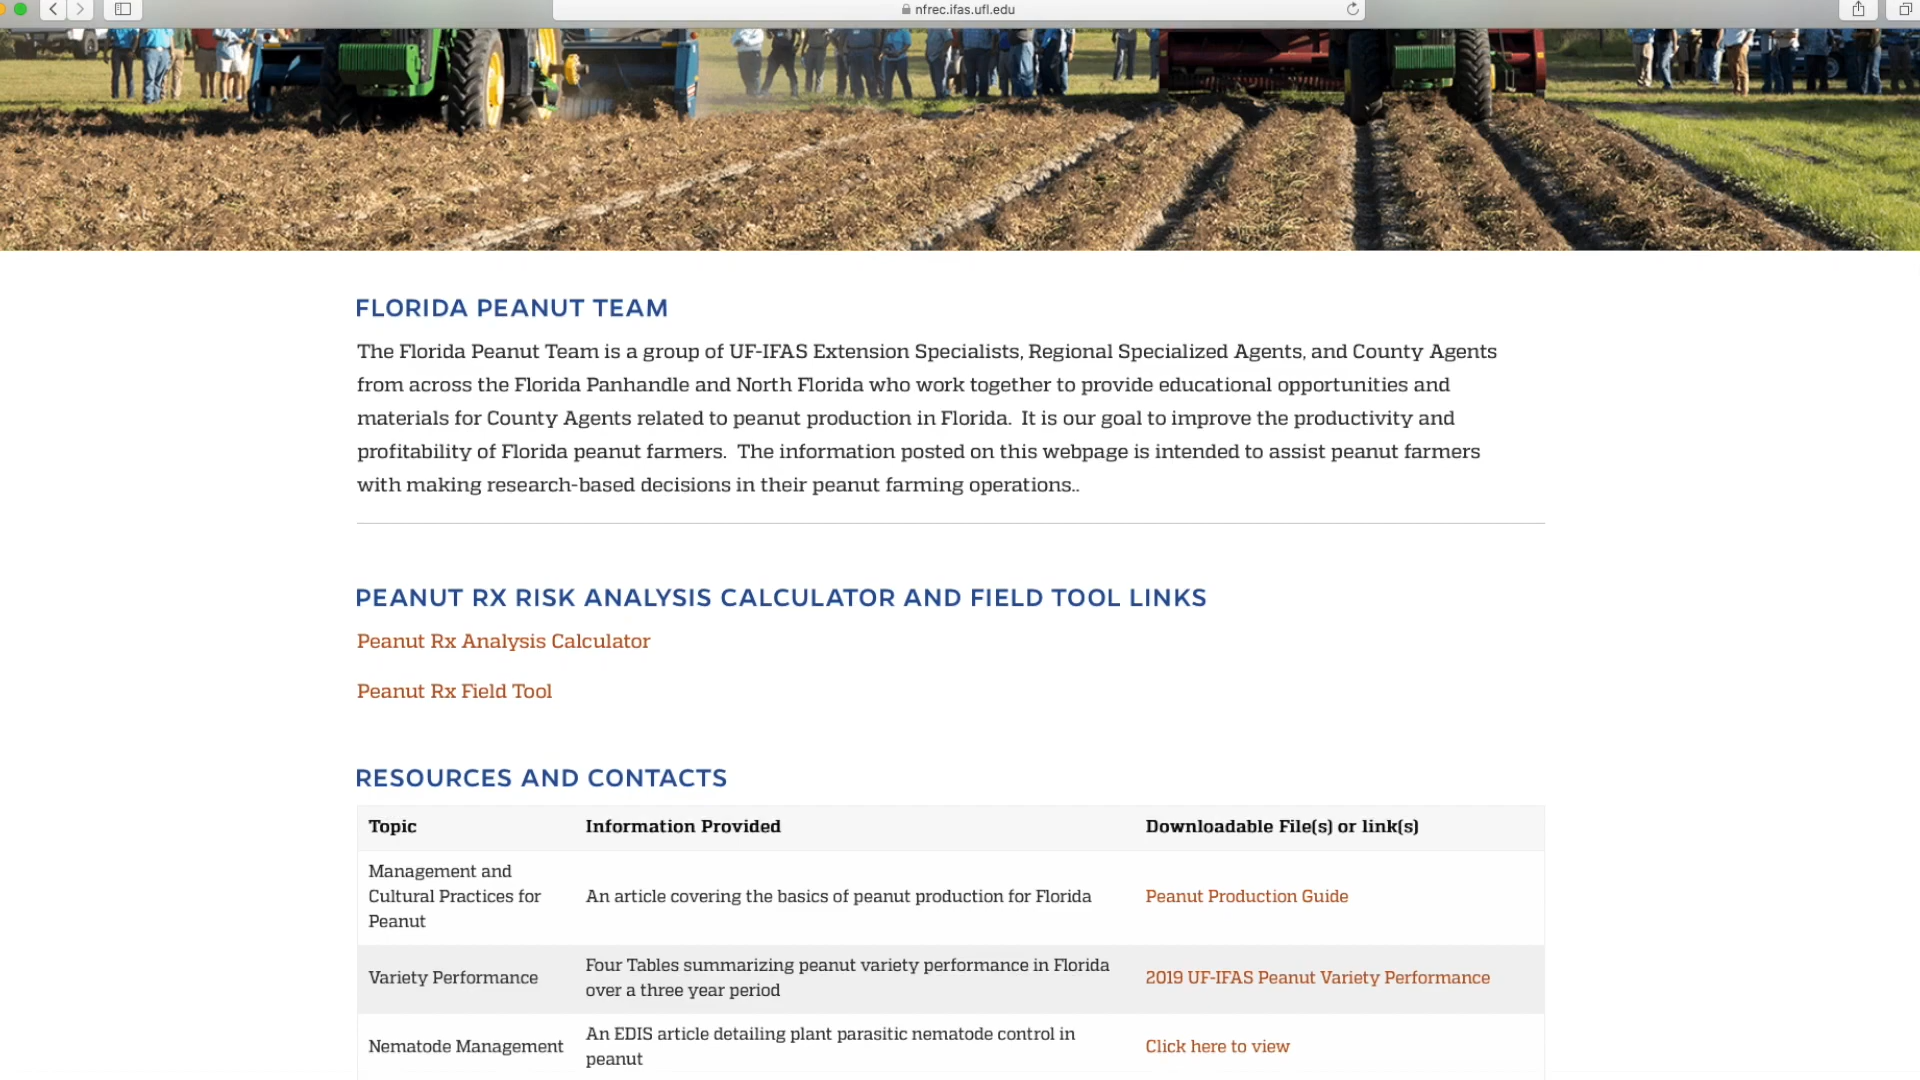 nfrec.ifas.ufl.edu
FLORIDA PEANUT TEAM
The Florida Peanut Team is a group of UF-IFAS Extension Specialists, Regional Specialized Agents, and County Agents
from across the Florida Panhandle and North Florida who work together to provide educational opportunities and
materials for County Agents related to peanut production in Florida.  It is our goal to improve the productivity and
profitability of Florida peanut farmers.  The information posted on this webpage is intended to assist peanut farmers
with making research-based decisions in their peanut farming operations..
PEANUT RX RISK ANALYSIS CALCULATOR AND FIELD TOOL LINKS
Peanut Rx Analysis Calculator
Peanut Rx Field Tool
RESOURCES AND CONTACTS
Topic Information Provided Downloadable File(s) or link(s)
Management and
Cultural Practices for
Peanut
An article covering the basics of peanut production for Florida
Peanut Production Guide
Variety Performance
Four Tables summarizing peanut variety performance in Florida
over a three year period
2019 UF-IFAS Peanut Variety Performance
Nematode Management
An EDIS article detailing plant parasitic nematode control in
peanut
Click here to view